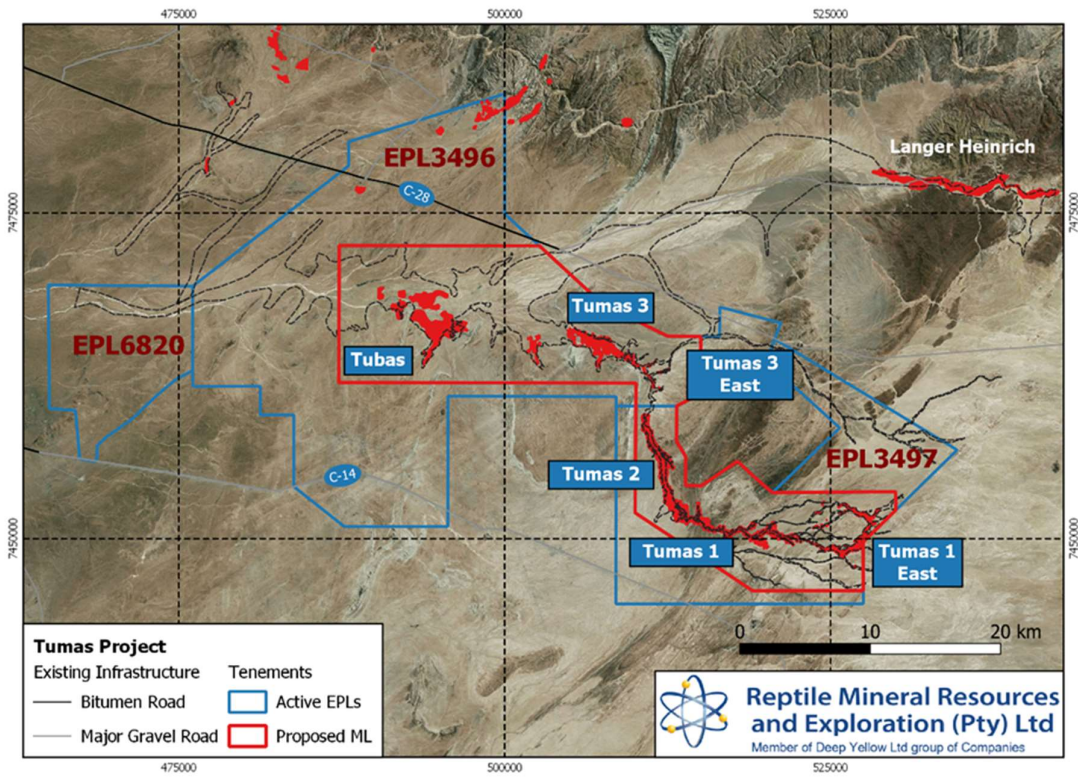 475000
500000
525000
EPL3496
Langer Heinrich
C-28
7475000
7475000
Tumas 3
EPL6820
Tubas
Tumas 3
East
EPL3497
C-14
Tumas 2
7450000
7450000
Tumas 1
Tumas 1
East
0
10
20 km
Tumas Project
Existing Infrastructure
Tenements
Bitumen Road
Active EPLs
Major Gravel Road
Proposed ML
Reptile Mineral Resources
and Exploration (Pty) Ltd
Member of Deep Yellow Ltd group of Companies
475000
500000
525000